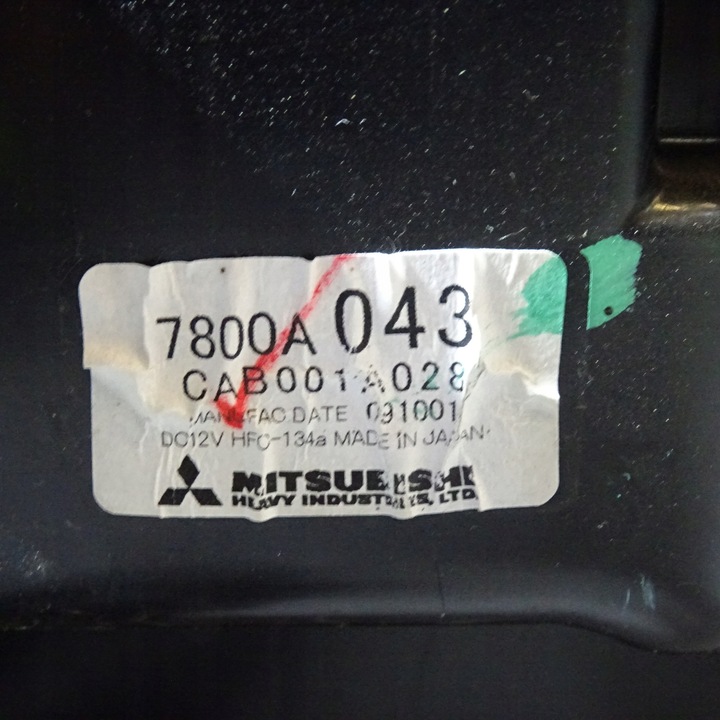 7800A 043
CAB001A028
MANUFAC.DATE 091001
DC12V HFC-134a MADE IN JAPAN
MITSUBISHI
HEAVY INDUSTRIES, LTD.